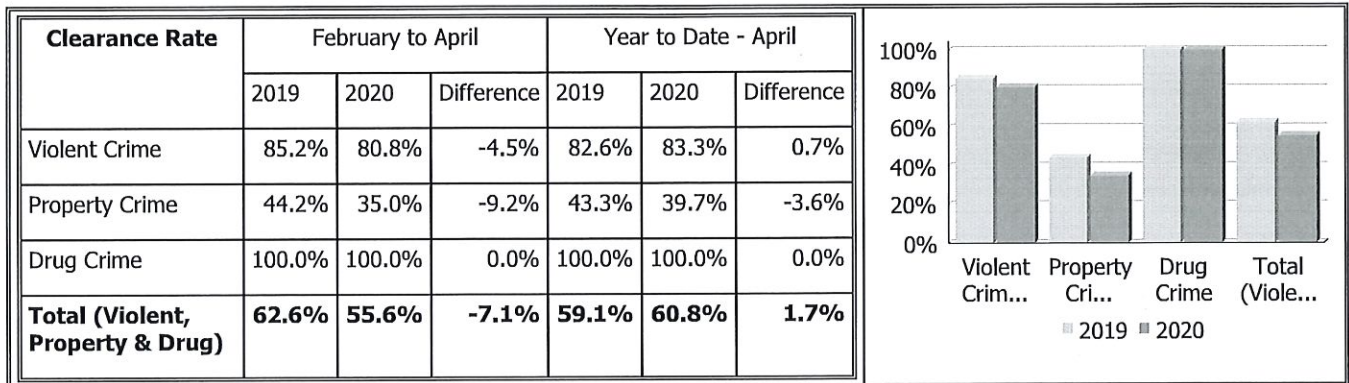 Clearance Rate February to April Year to Date - April
2019 2020 Difference 2019 2020 Difference
Violent Crime 85.2% 80.8% -4.5% 82.6% 83.3% 0.7%
Property Crime 44.2% 35.0% -9.2% 43.3% 39.7% -3.6%
Drug Crime 100.0% 100.0% 0.0% 100.0% 100.0% 0.0%
Total (Violent, 62.6% 55.6% -7.1% 59.1% 60.8% 1.7%
Property & Drug)
100%
80%
60%
40%
20%
0%
Violent Property Drug Total
Crim... Cri... Crime (Viole...
2019 2020